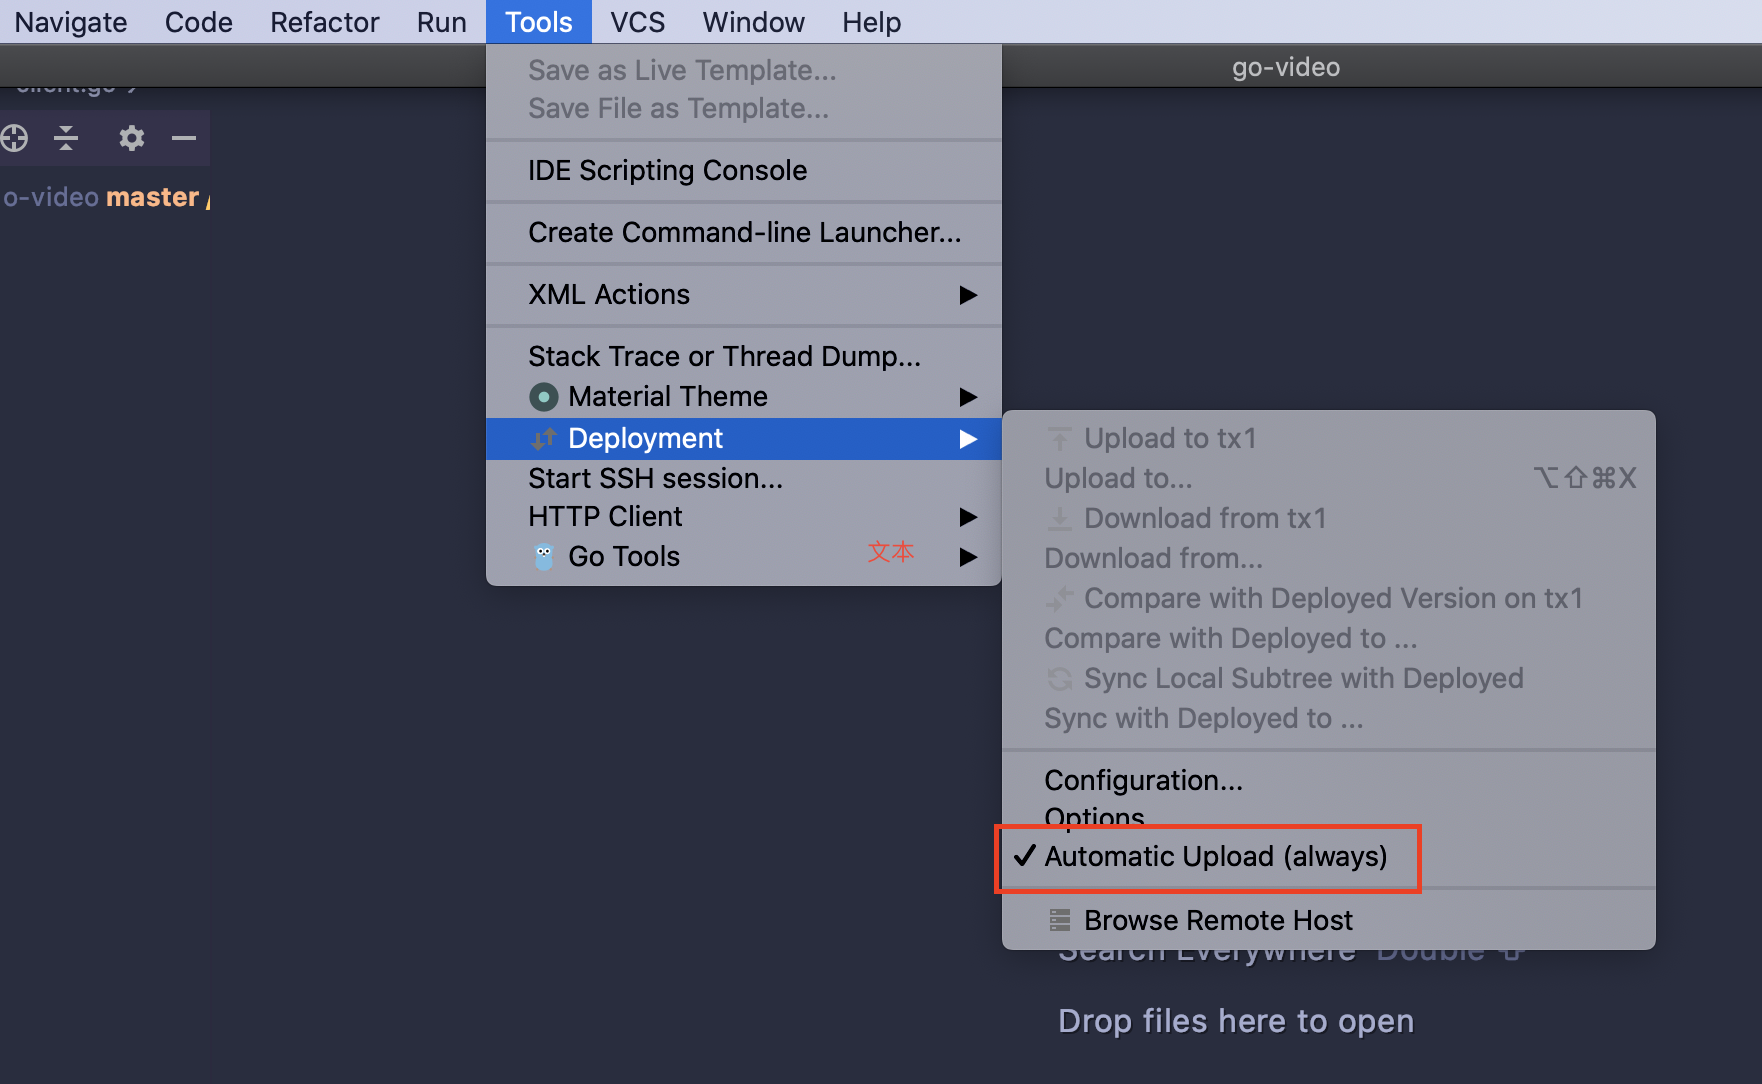 Navigate Code Refactor Run Tools VCS Window Help
go-video
client.go
o-video master
Save as Live Template...
Save File as Template...
IDE Scripting Console
Create Command-line Launcher...
XML Actions
Stack Trace or Thread Dump...
Material Theme
Deployment
Start SSH session...
HTTP Client
Go Tools 文本
Upload to tx1
Upload to... ⌥⇧⌘X
Download from tx1
Download from...
Compare with Deployed Version on tx1
Compare with Deployed to ...
Sync Local Subtree with Deployed
Sync with Deployed to ...
Configuration...
Options
✓ Automatic Upload (always)
Browse Remote Host
Search Everywhere Double ⇧
Drop files here to open